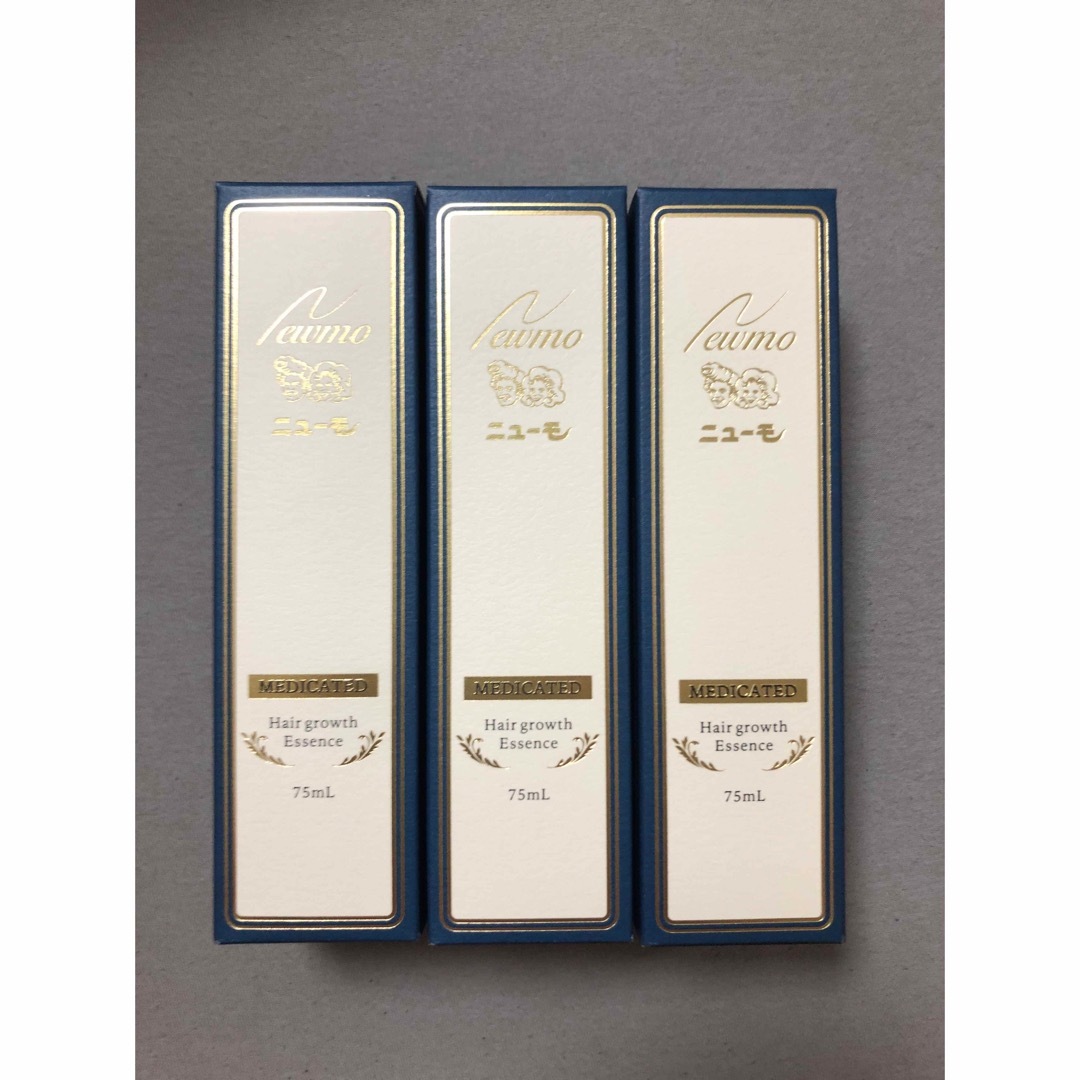 Newmo
ニューモ
MEDICATED
Hair growth
Essence
75mL
Newmo
ニューモ
MEDICATED
Hair growth
Essence
75mL
Newmo
ニューモ
MEDICATED
Hair growth
Essence
75mL